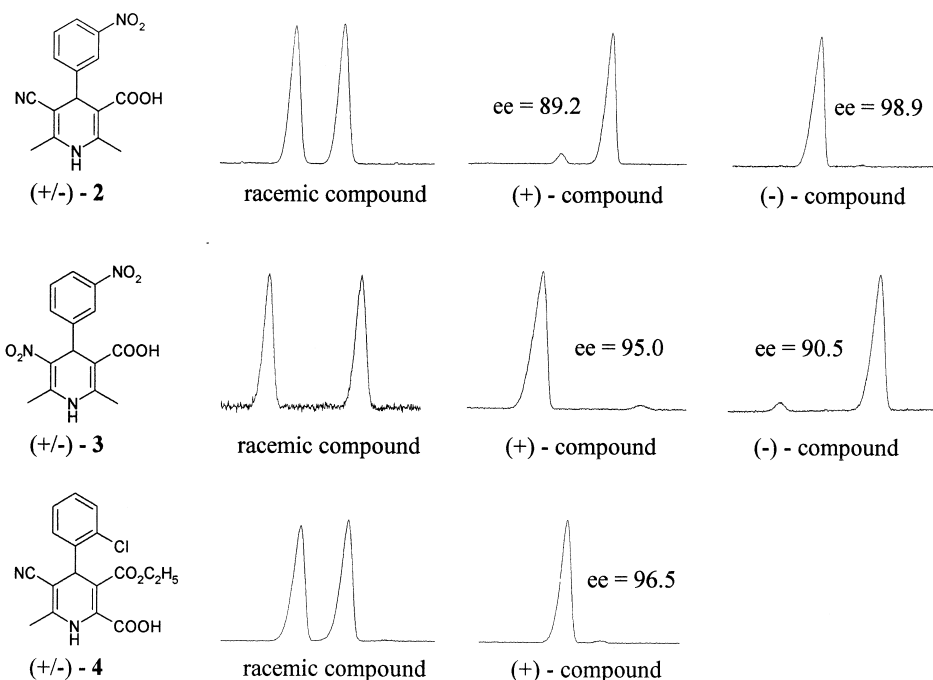 NO2
NC
COOH
N
H
(+/-) - 2
racemic compound
ee = 89.2
(+) - compound
ee = 98.9
(-) - compound
NO2
O2N
COOH
N
H
(+/-) - 3
racemic compound
ee = 95.0
(+) - compound
ee = 90.5
(-) - compound
Cl
NC
CO2C2H5
N
H
COOH
(+/-) - 4
racemic compound
ee = 96.5
(+) - compound